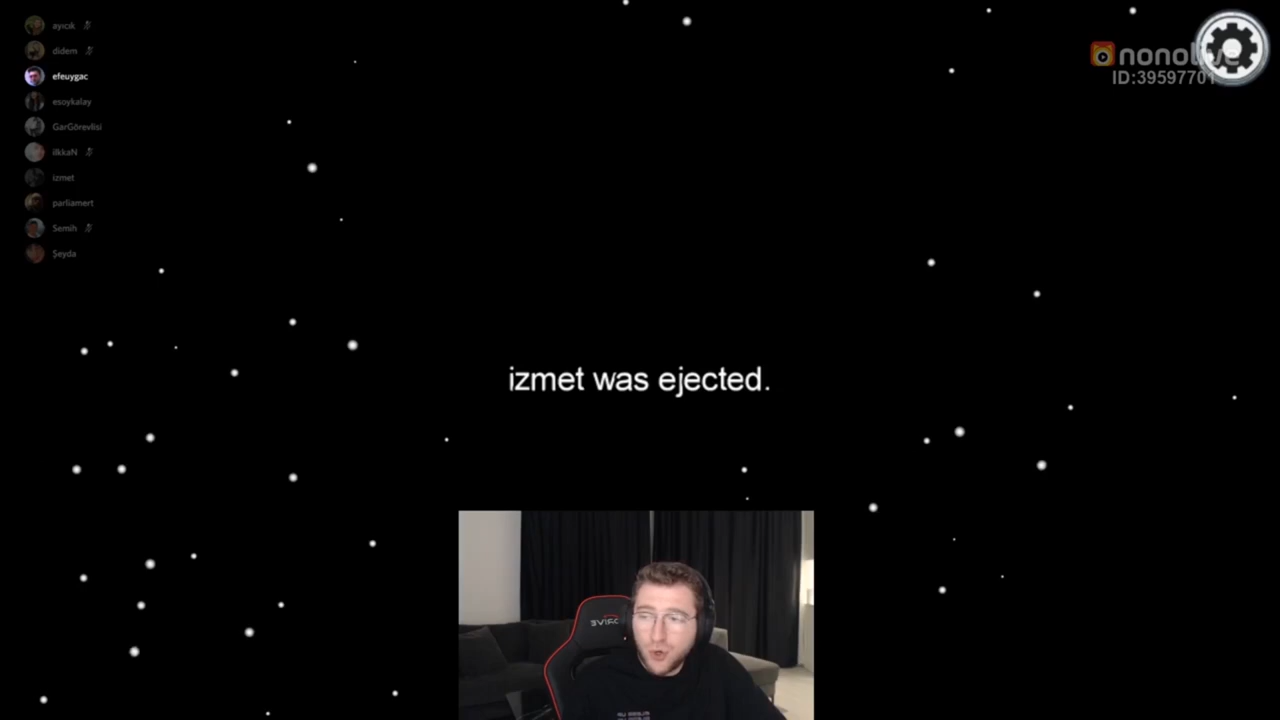 ayıcık
didem
efeuygac
esoykalay
GarGörevlisi
ilkkaN
izmet
parliamert
Semih
Şeyda
nonolive
ID:39597701
izmet was ejected.